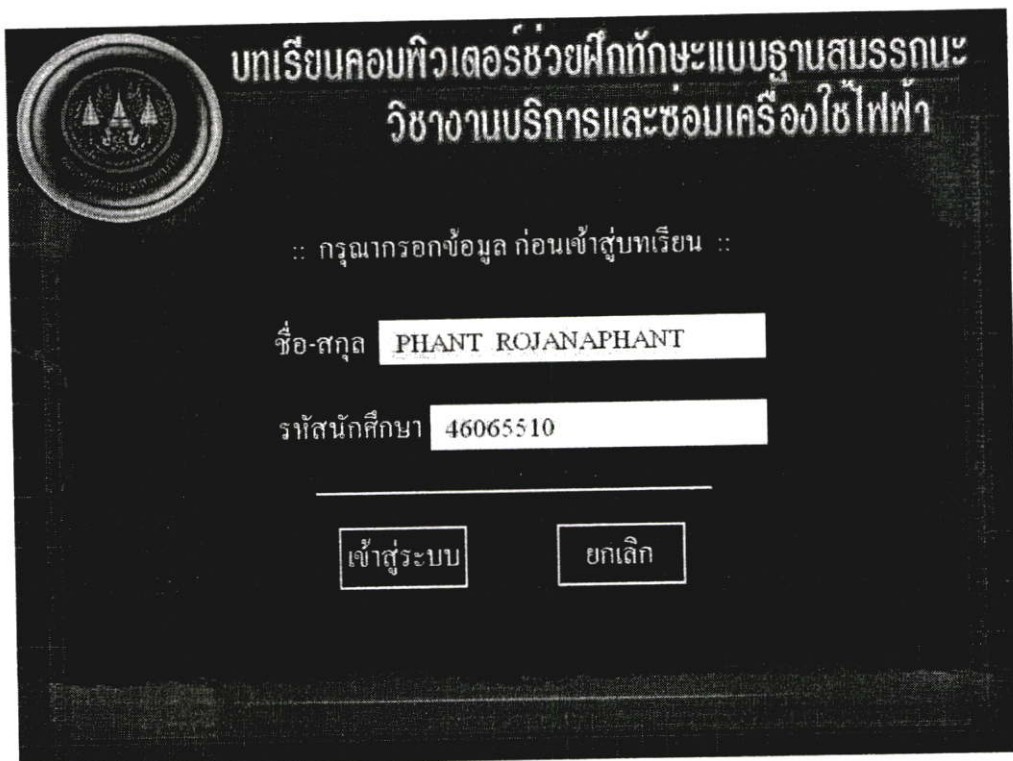 บทเรียนคอมพิวเตอร์ช่วยฝึกทักษะแบบฐานสมรรถนะ
วิชางานบริการและซ่อมเครื่องใช้ไฟฟ้า
:: กรุณากรอกข้อมูล ก่อนเข้าสู่บทเรียน ::
ชื่อ-สกุล PHANT ROJANAPHANT
รหัสนักศึกษา 46065510
เข้าสู่ระบบ ยกเลิก